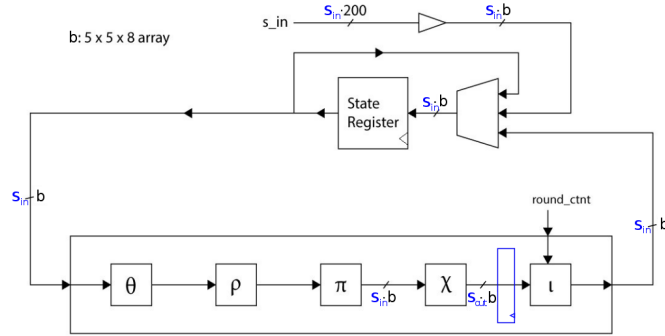 s_in
s_in·200
s_in·b
b: 5 x 5 x 8 array
State
Register
s_in·b
s_in·b
round_ctnt
s_in·b
θ
ρ
π
s_in·b
χ
s_out·b
ι